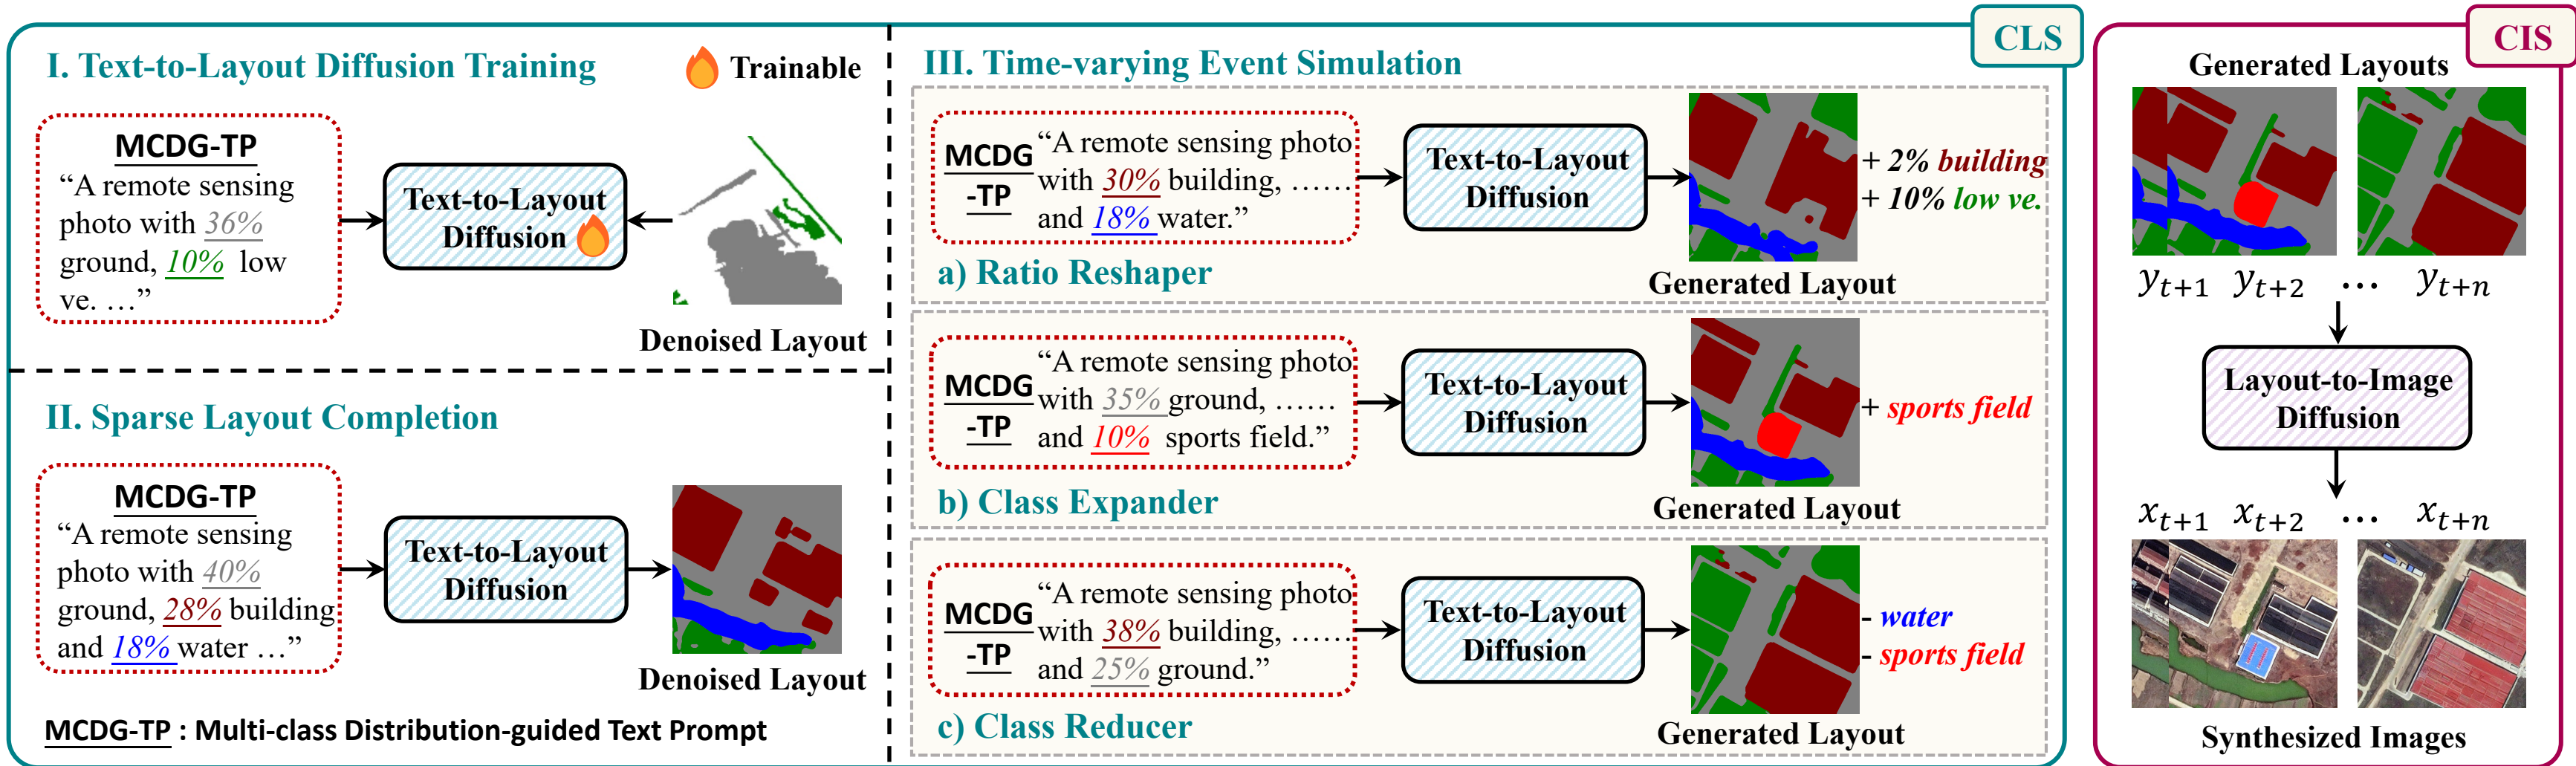 CLS
CIS
I. Text-to-Layout Diffusion Training
Trainable
MCDG-TP
“A remote sensing
photo with 36%
ground, 10% low
ve. …”
Text-to-Layout
Diffusion
Denoised Layout
II. Sparse Layout Completion
MCDG-TP
“A remote sensing
photo with 40%
ground, 28% building
and 18% water …”
Text-to-Layout
Diffusion
Denoised Layout
MCDG-TP : Multi-class Distribution-guided Text Prompt
III. Time-varying Event Simulation
MCDG
-TP
“A remote sensing photo
with 30% building, ……
and 18% water.”
Text-to-Layout
Diffusion
+ 2% building
+ 10% low ve.
a) Ratio Reshaper
Generated Layout
MCDG
-TP
“A remote sensing photo
with 35% ground, ……
and 10% sports field.”
Text-to-Layout
Diffusion
+ sports field
b) Class Expander
Generated Layout
MCDG
-TP
“A remote sensing photo
with 38% building, ……
and 25% ground.”
Text-to-Layout
Diffusion
- water
- sports field
c) Class Reducer
Generated Layout
Generated Layouts
y_{t+1} y_{t+2} … y_{t+n}
Layout-to-Image
Diffusion
x_{t+1} x_{t+2} … x_{t+n}
Synthesized Images